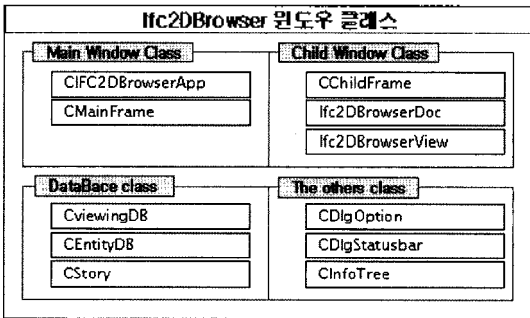 Ifc2DBrowser 윈도우 클래스
Main Window Class
CIFC2DBrowserApp
CMainFrame
Child Window Class
CChildFrame
Ifc2DBrowserDoc
Ifc2DBrowserView
DataBace class
CviewingDB
CEntityDB
CStory
The others class
CDlgOption
CDlgStatusbar
CInfoTree